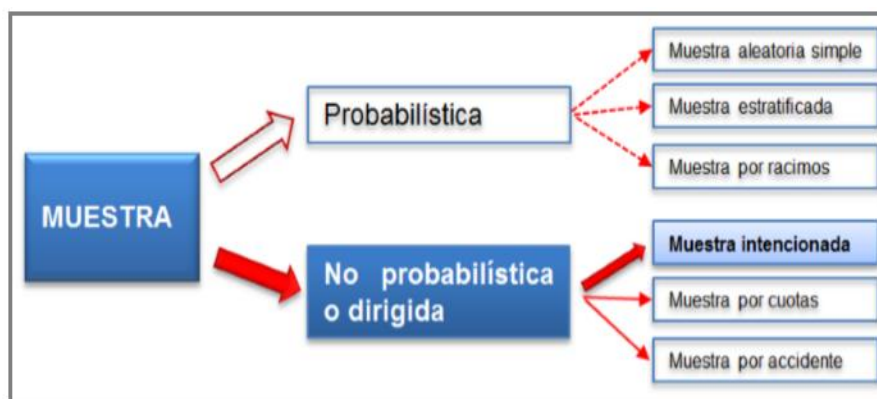 MUESTRA
Probabilística
Muestra aleatoria simple
Muestra estratificada
Muestra por racimos
No probabilística
o dirigida
Muestra intencionada
Muestra por cuotas
Muestra por accidente